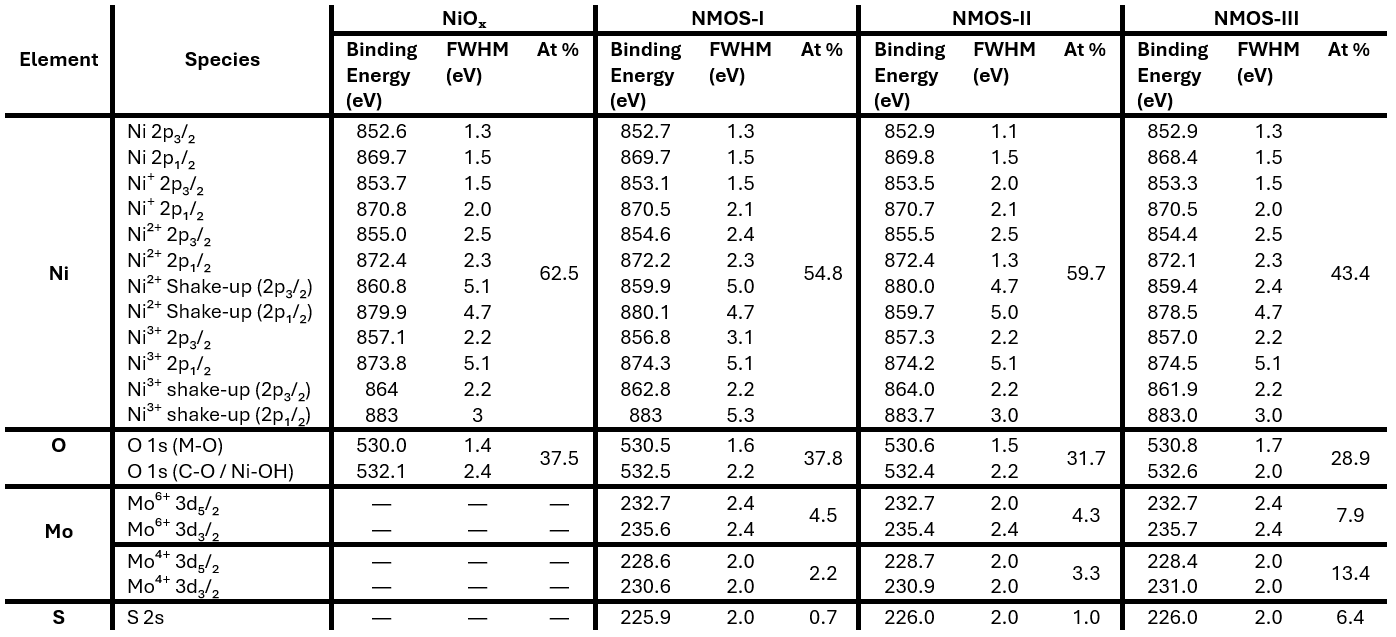 NiOₓ NMOS-I NMOS-II NMOS-III
Element Species Binding Energy (eV) FWHM (eV) At % Binding Energy (eV) FWHM (eV) At % Binding Energy (eV) FWHM (eV) At % Binding Energy (eV) FWHM (eV) At %
Ni 2p₃/₂ 852.6 1.3 852.7 1.3 852.9 1.1 852.9 1.3
Ni 2p₁/₂ 869.7 1.5 869.7 1.5 869.8 1.5 868.4 1.5
Ni⁺ 2p₃/₂ 853.7 1.5 853.1 1.5 853.5 2.0 853.3 1.5
Ni⁺ 2p₁/₂ 870.8 2.0 870.5 2.1 870.7 2.1 870.5 2.0
Ni²⁺ 2p₃/₂ 855.0 2.5 854.6 2.4 855.5 2.5 854.4 2.5
Ni²⁺ 2p₁/₂ 872.4 2.3 872.2 2.3 872.4 1.3 872.1 2.3
Ni 62.5 54.8 59.7 43.4
Ni²⁺ Shake-up (2p₃/₂) 860.8 5.1 859.9 5.0 880.0 4.7 859.4 2.4
Ni²⁺ Shake-up (2p₁/₂) 879.9 4.7 880.1 4.7 859.7 5.0 878.5 4.7
Ni³⁺ 2p₃/₂ 857.1 2.2 856.8 3.1 857.3 2.2 857.0 2.2
Ni³⁺ 2p₁/₂ 873.8 5.1 874.3 5.1 874.2 5.1 874.5 5.1
Ni³⁺ shake-up (2p₃/₂) 864 2.2 862.8 2.2 864.0 2.2 861.9 2.2
Ni³⁺ shake-up (2p₁/₂) 883 3 883 5.3 883.7 3.0 883.0 3.0
O O 1s (M-O) 530.0 1.4 37.5 530.5 1.6 37.8 530.6 1.5 31.7 530.8 1.7 28.9
O 1s (C-O / Ni-OH) 532.1 2.4 532.5 2.2 532.4 2.2 532.6 2.0
Mo Mo⁶⁺ 3d₅/₂ — — — 232.7 2.4 4.5 232.7 2.0 4.3 232.7 2.4 7.9
Mo⁶⁺ 3d₃/₂ — — — 235.6 2.4 235.4 2.4 235.7 2.4
Mo⁴⁺ 3d₅/₂ — — — 228.6 2.0 2.2 228.7 2.0 3.3 228.4 2.0 13.4
Mo⁴⁺ 3d₃/₂ — — — 230.6 2.0 230.9 2.0 231.0 2.0
S S 2s — — — 225.9 2.0 0.7 226.0 2.0 1.0 226.0 2.0 6.4